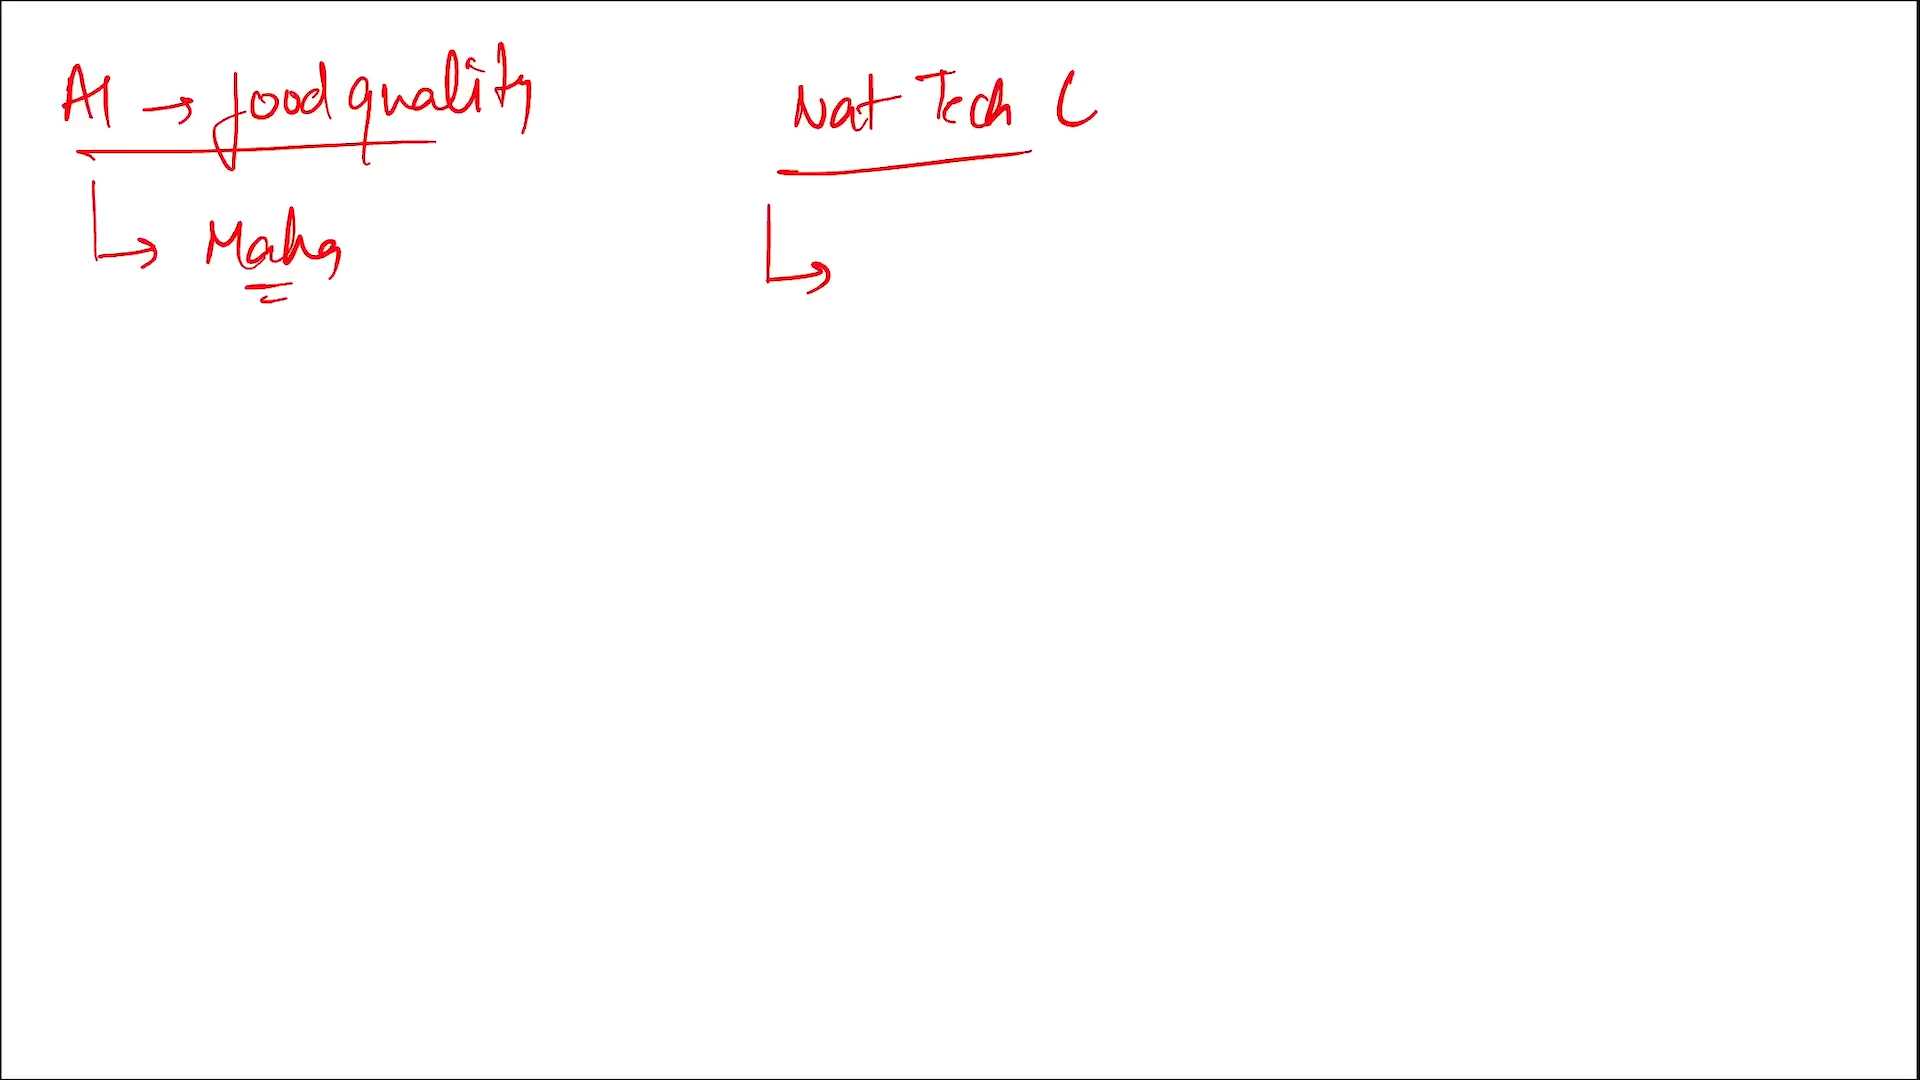 AI → food quality
↳ Maha
Nat Tech C
↳